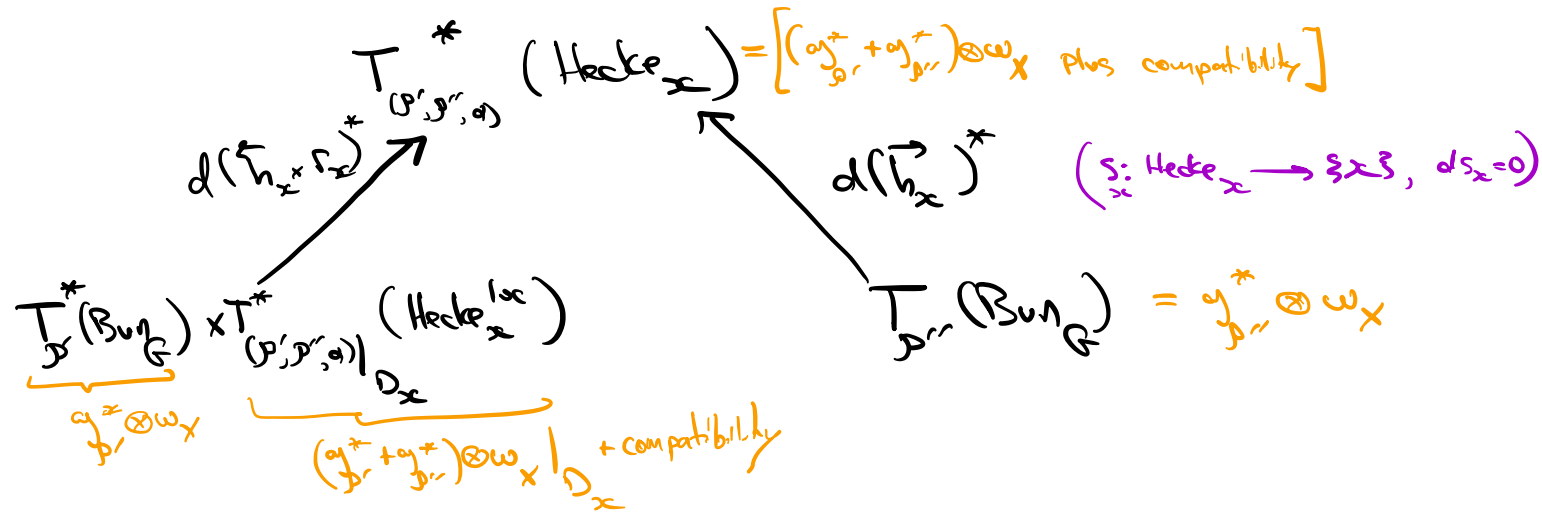 T*_(P',P'',α) (Hecke_x) = [(g*_P' + g*_P'') ⊗ ω_X plus compatibility]
d(h⃖_x × r_x)* d(h⃗_x)* (s_x: Hecke_x → {x}, ds_x = 0)
T*_P'(Bun_G) × T*_(P',P'',α)|_D_x (Hecke_x^loc) T*_P''(Bun_G) = g*_P'' ⊗ ω_X
g*_P' ⊗ ω_X (g*_P' + g*_P'') ⊗ ω_X |_D_x + compatibility